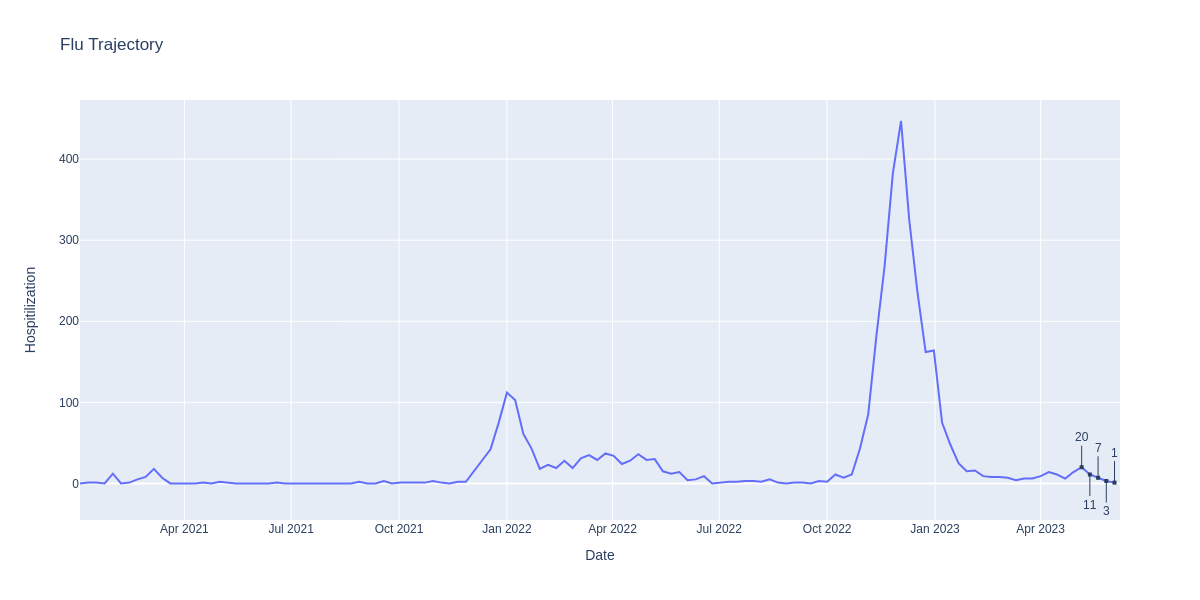 Flu Trajectory
Hospitilization
400
300
200
100
0
20
7
1
11
3
Apr 2021
Jul 2021
Oct 2021
Jan 2022
Apr 2022
Jul 2022
Oct 2022
Jan 2023
Apr 2023
Date